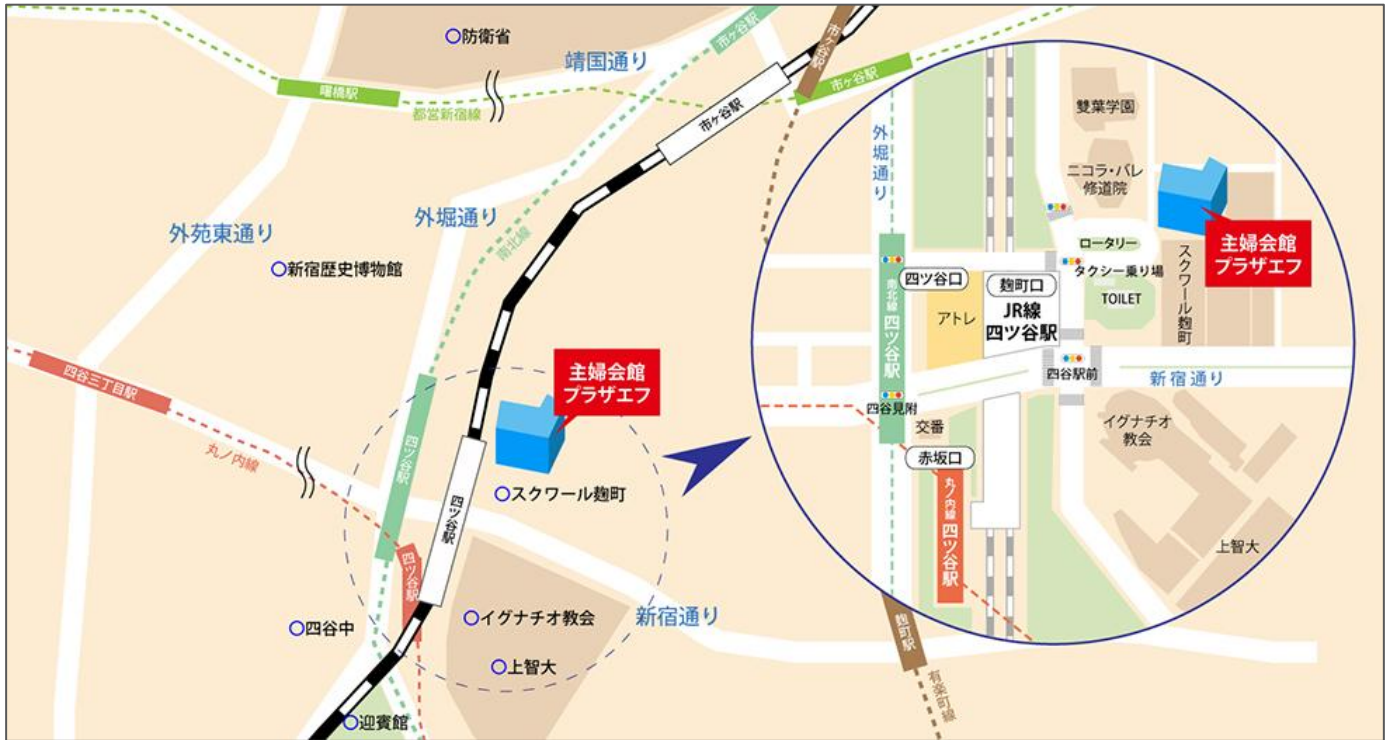 防衛省
靖国通り
市ヶ谷駅
市ヶ谷駅
市ヶ谷駅
市ヶ谷駅
曙橋駅
都営新宿線
外苑東通り
外堀通り
南北線
新宿歴史博物館
四谷三丁目駅
丸ノ内線
主婦会館
プラザエフ
四ツ谷駅
四ツ谷駅
四ツ谷駅
スクワール麹町
イグナチオ教会
上智大
新宿通り
四谷中
迎賓館
麹町駅
有楽町線
外堀通り
雙葉学園
ニコラ・バレ
修道院
主婦会館
プラザエフ
ロータリー
タクシー乗り場
TOILET
スクワール麹町
四ツ谷口
麹町口
JR線
四ツ谷駅
アトレ
南北線 四ツ谷駅
四谷駅前
新宿通り
四谷見附
交番
赤坂口
丸ノ内線 四ツ谷駅
イグナチオ
教会
上智大